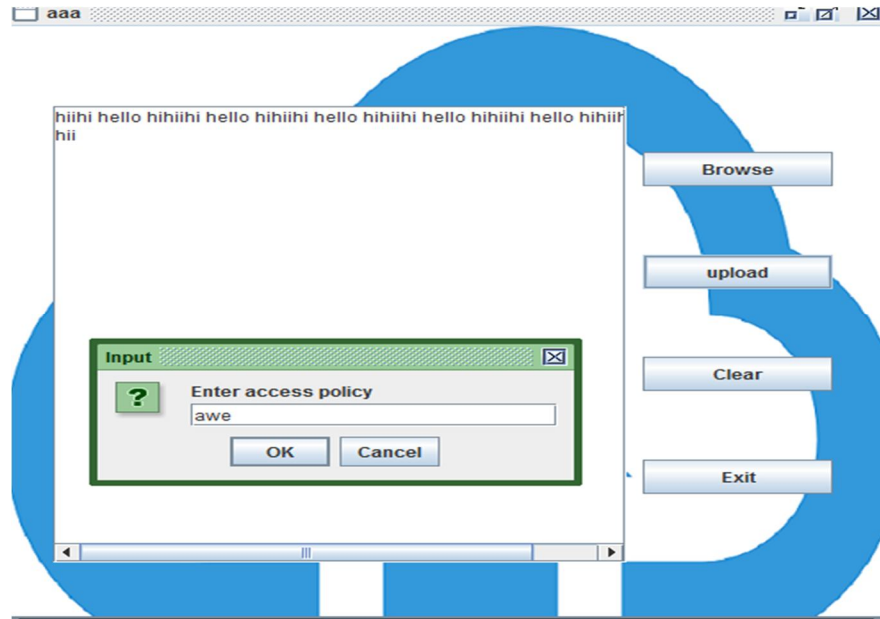 aaa
hiihi hello hihiihi hello hihiihi hello hihiihi hello hihiihi hello hihiih
hii
Browse
upload
Input
Enter access policy
?
awe
OK
Cancel
Clear
Exit